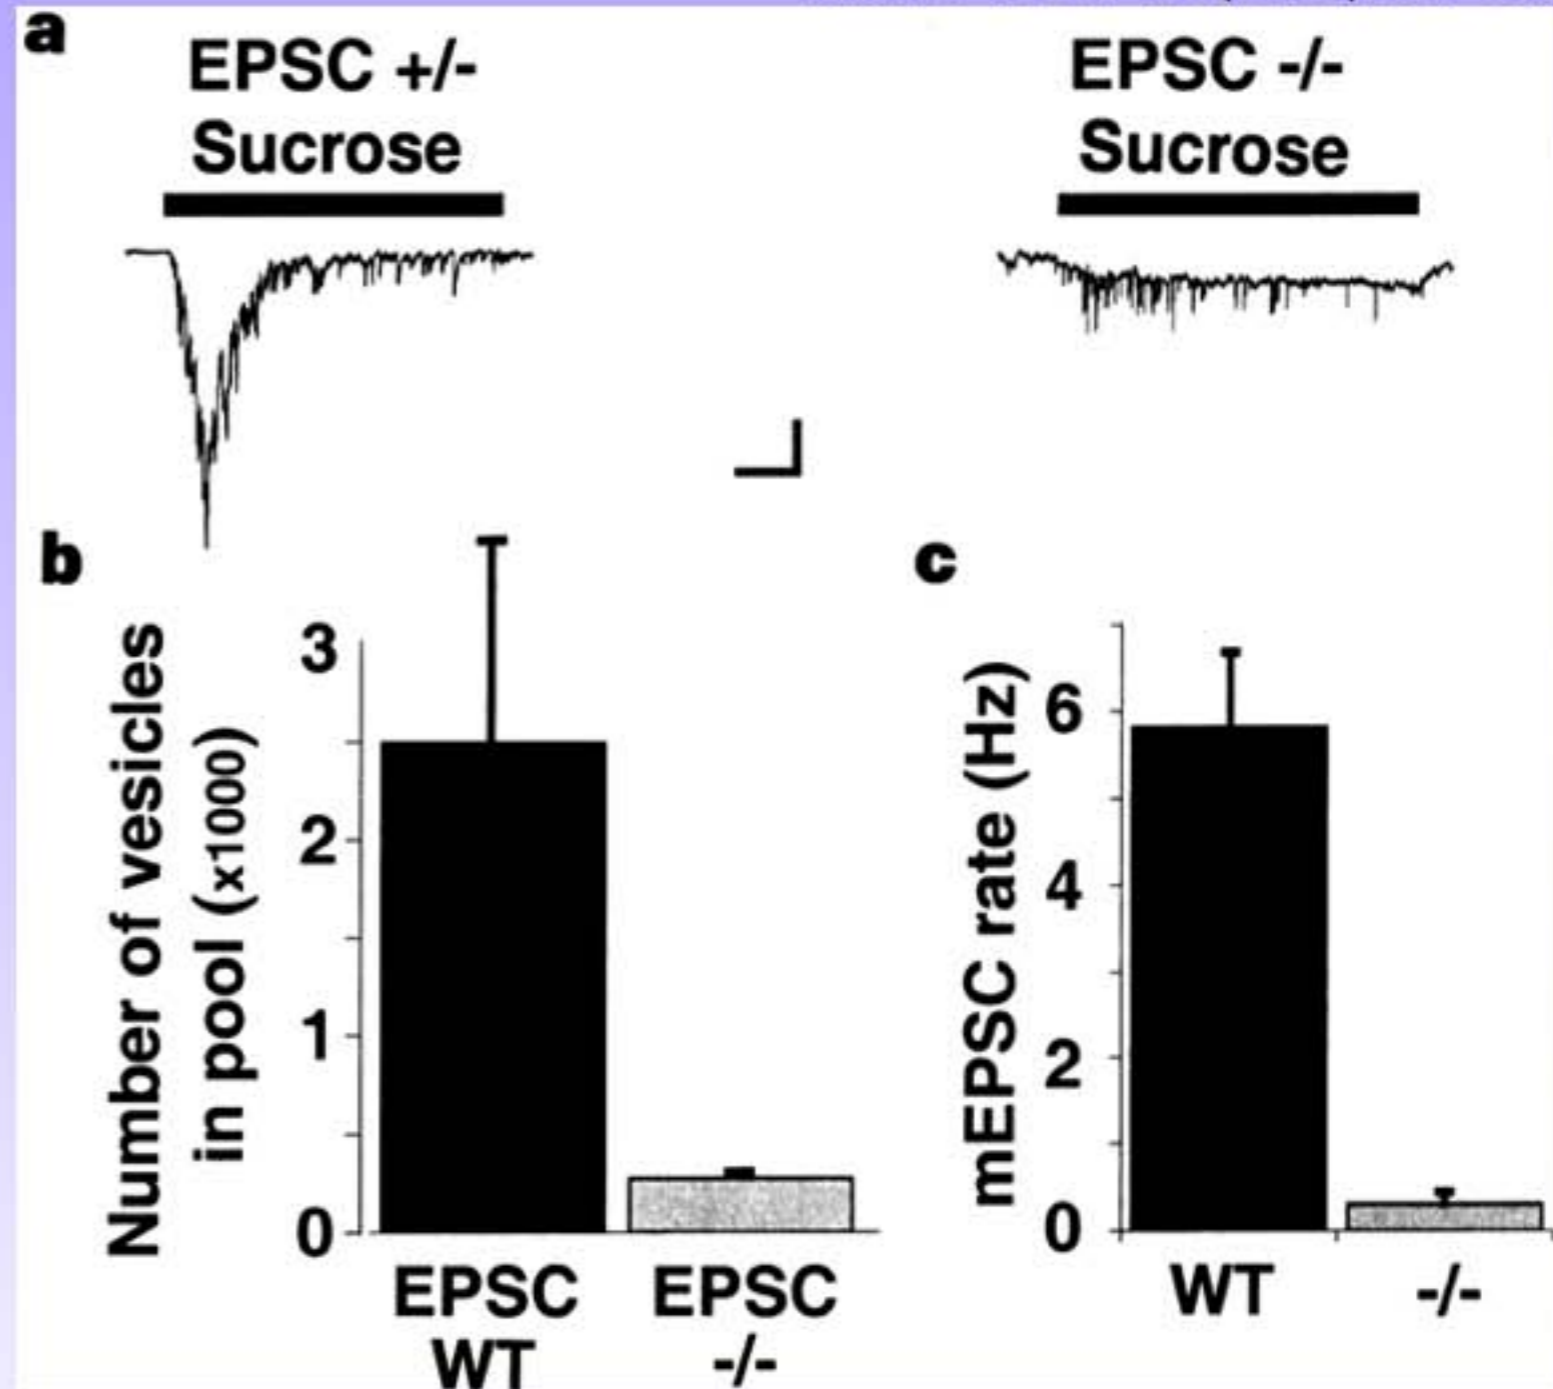 a
EPSC +/-
Sucrose
EPSC -/-
Sucrose
b
Number of vesicles
in pool (x1000)
3
2
1
0
EPSC
WT
EPSC
-/-
c
mEPSC rate (Hz)
6
4
2
0
WT
-/-